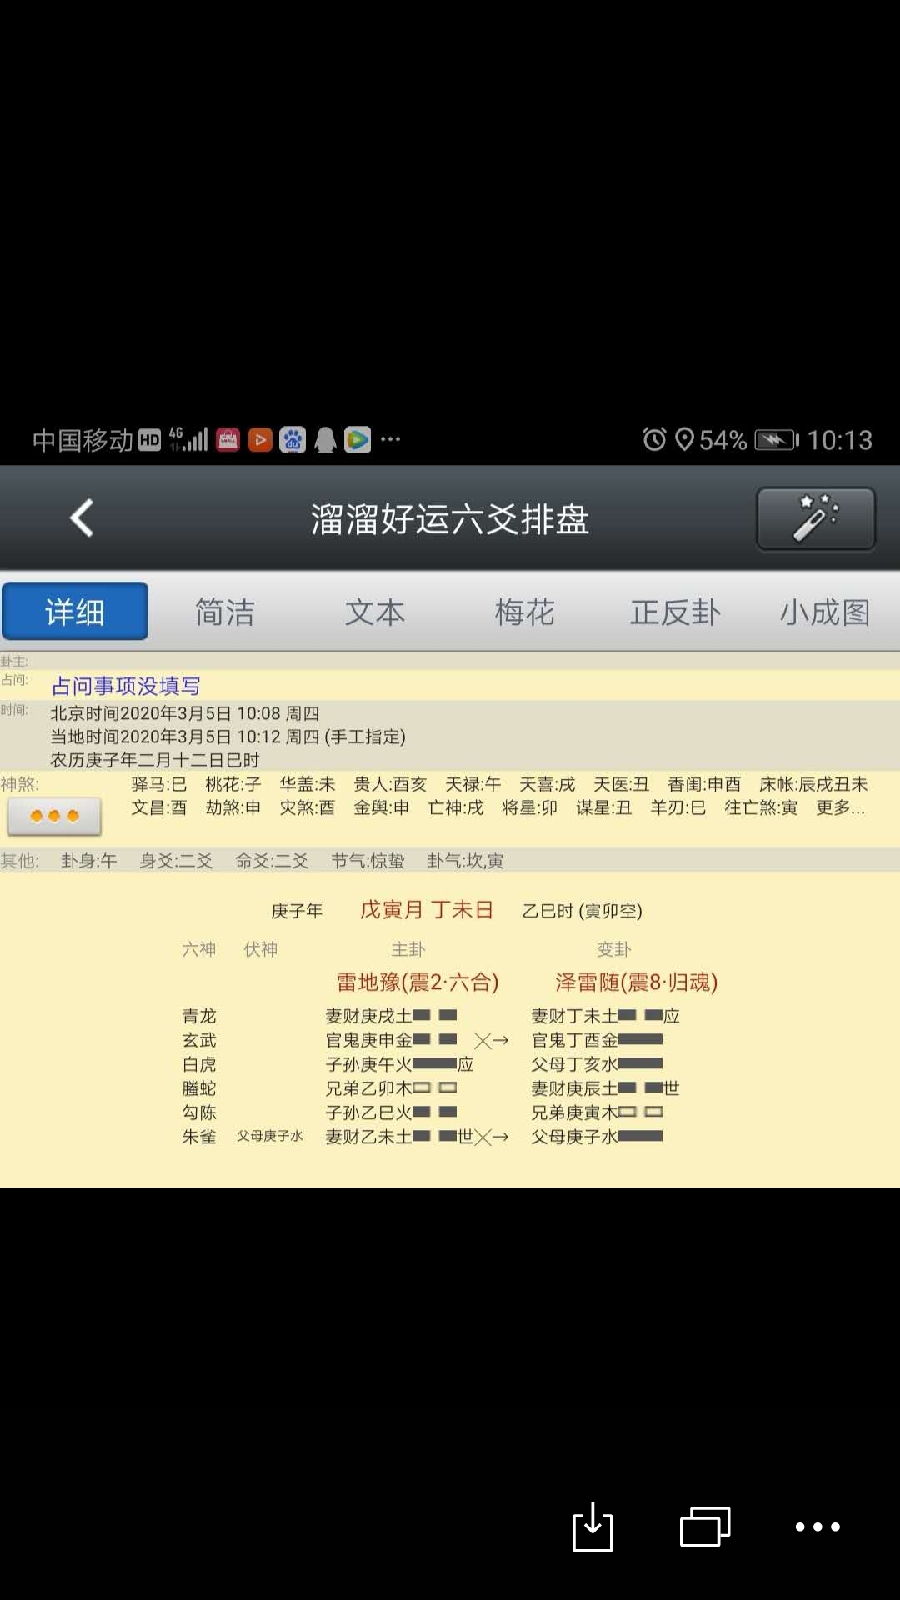 中国移动 HD 4G 54% 10:13
溜溜好运六爻排盘
详细 简洁 文本 梅花 正反卦 小成图
卦主:
占问: 占问事项没填写
时间: 北京时间2020年3月5日 10:08 周四
当地时间2020年3月5日 10:12 周四 (手工指定)
农历庚子年二月十二日巳时
神煞: 驿马:巳 桃花:子 华盖:未 贵人:酉亥 天禄:午 天喜:戌 天医:丑 香闺:申酉 床帐:辰戌丑未
文昌:酉 劫煞:申 灾煞:酉 金舆:申 亡神:戌 将星:卯 谋星:丑 羊刃:巳 往亡煞:寅 更多...
其他: 卦身:午 身爻:二爻 命爻:二爻 节气:惊蛰 卦气:坎,寅
庚子年 戊寅月 丁未日 乙巳时 (寅卯空)
六神 伏神 主卦 变卦
雷地豫(震2·六合) 泽雷随(震8·归魂)
青龙 妻财庚戌土 妻财丁未土 应
玄武 官鬼庚申金 官鬼丁酉金
白虎 子孙庚午火 应 父母丁亥水
螣蛇 兄弟乙卯木 妻财庚辰土 世
勾陈 子孙乙巳火 兄弟庚寅木
朱雀 父母庚子水 妻财乙未土 世 父母庚子水